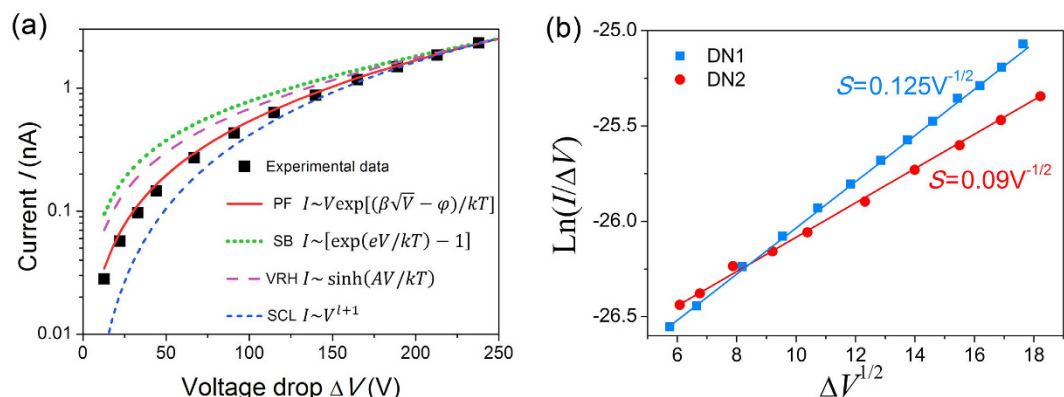 (a)
Current I (nA)
1
0.1
0.01
Experimental data
PF I~Vexp[(β√V − φ)/kT]
SB I~[exp(eV/kT) − 1]
VRH I~ sinh(AV/kT)
SCL I~V^{l+1}
0 50 100 150 200 250
Voltage drop ΔV (V)
(b)
Ln(I/ΔV)
-25.0
-25.5
-26.0
-26.5
DN1
DN2
S=0.125V^{-1/2}
S=0.09V^{-1/2}
6 8 10 12 14 16 18
ΔV^{1/2}